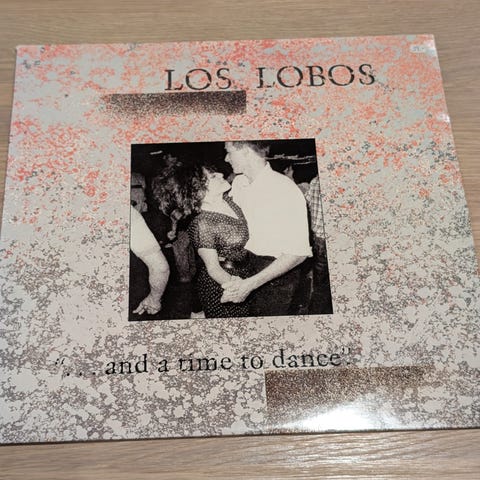 LOS LOBOS
“. . . and a time to dance”